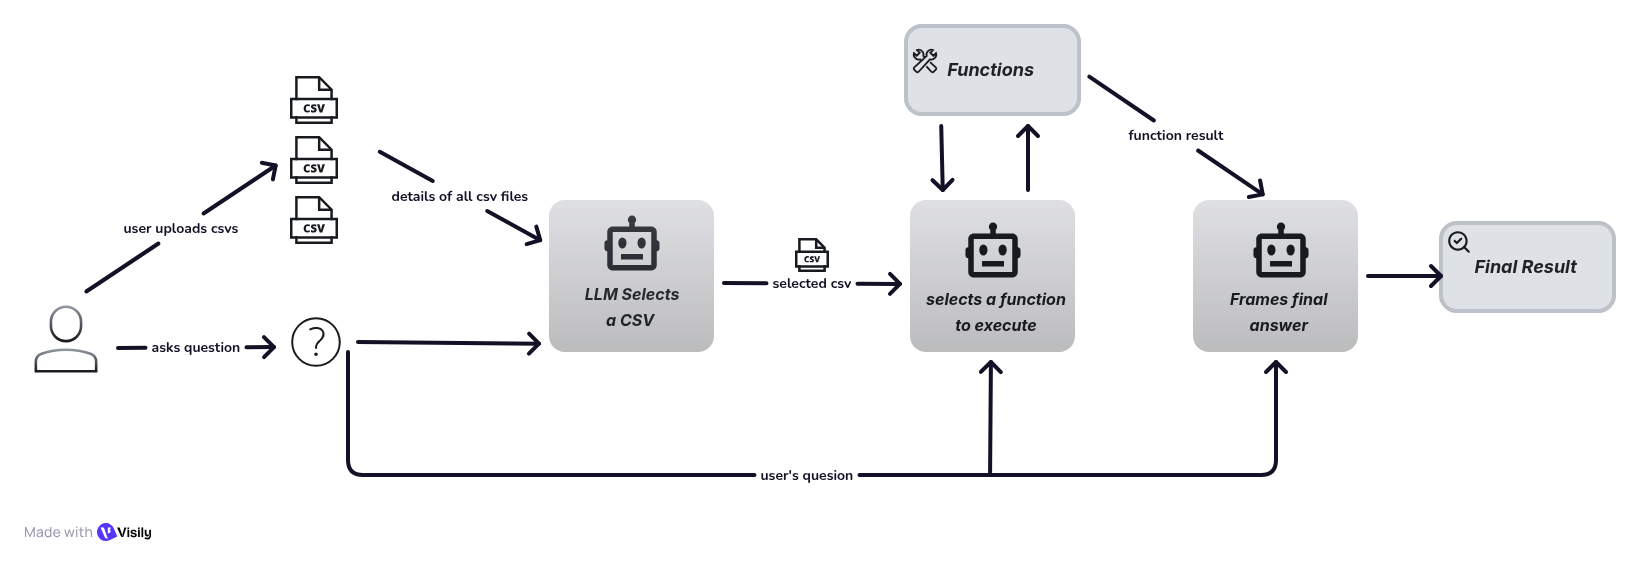 Functions
CSV
function result
CSV
details of all csv files
CSV
user uploads csvs
LLM Selects
a CSV
CSV
selected csv
selects a function
to execute
Frames final
answer
Final Result
asks question
?
user's quesion
Made with Visily